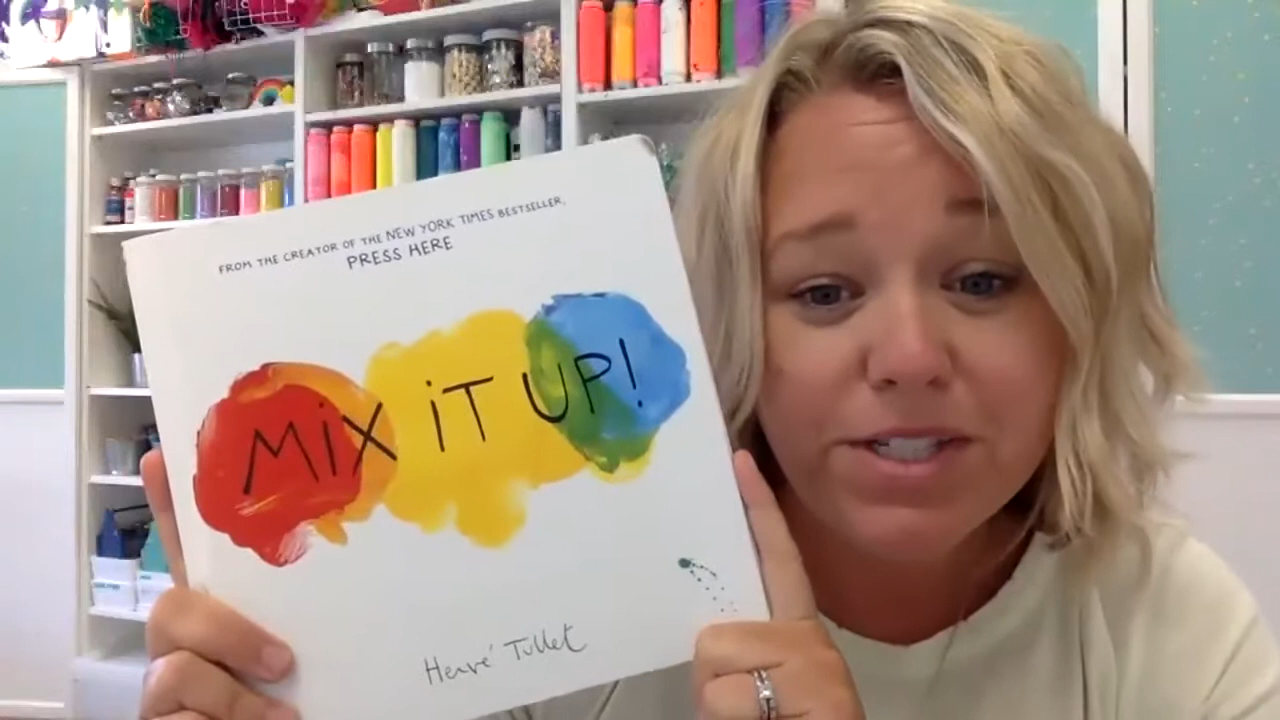 FROM THE CREATOR OF THE NEW YORK TIMES BESTSELLER,
PRESS HERE
MiX iT UP!
Hervé Tullet